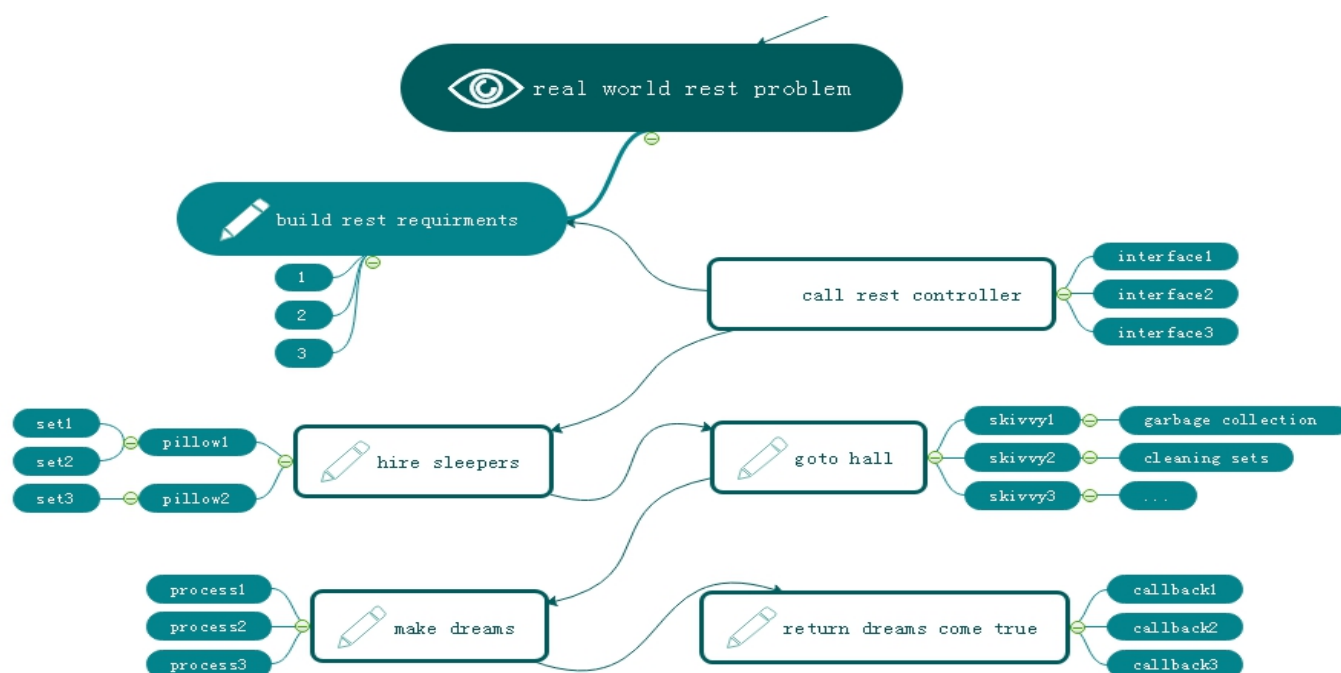 real world rest problem
build rest requirments
1
2
3
call rest controller
interface1
interface2
interface3
set1
set2
set3
pillow1
pillow2
hire sleepers
goto hall
skivvy1
garbage collection
skivvy2
cleaning sets
skivvy3
...
process1
process2
process3
make dreams
return dreams come true
callback1
callback2
callback3